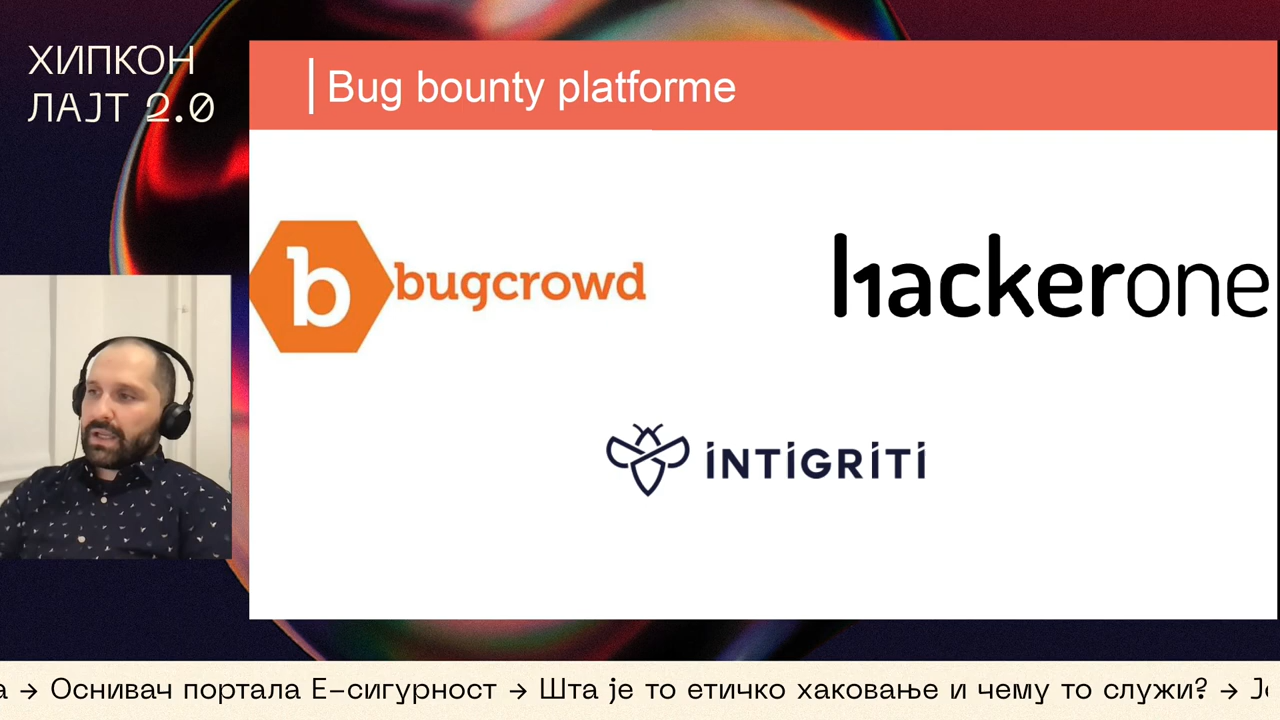 ХИПКОН
ЛАЈТ 2.0
Bug bounty platforme
b bugcrowd
hackerone
INTIGRITI
а → Оснивач портала Е-сигурност → Шта је то етичко хаковање и чему то служи? → Ј